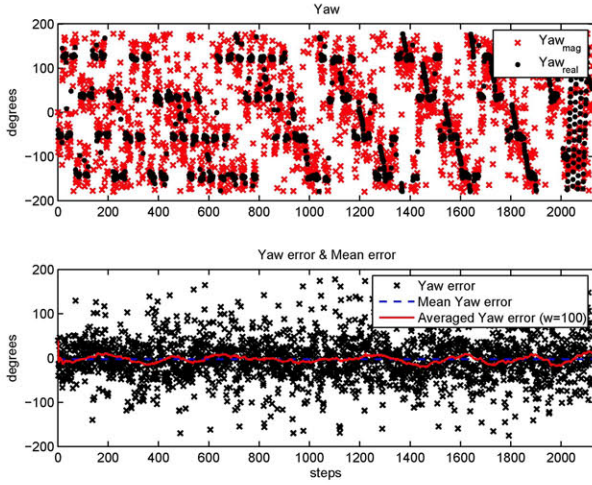 Yaw
200
100
0
−100
−200
degrees
Yaw_mag
Yaw_real
0 200 400 600 800 1000 1200 1400 1600 1800 2000
Yaw error & Mean error
200
100
0
−100
−200
degrees
Yaw error
Mean Yaw error
Averaged Yaw error (w=100)
0 200 400 600 800 1000 1200 1400 1600 1800 2000
steps